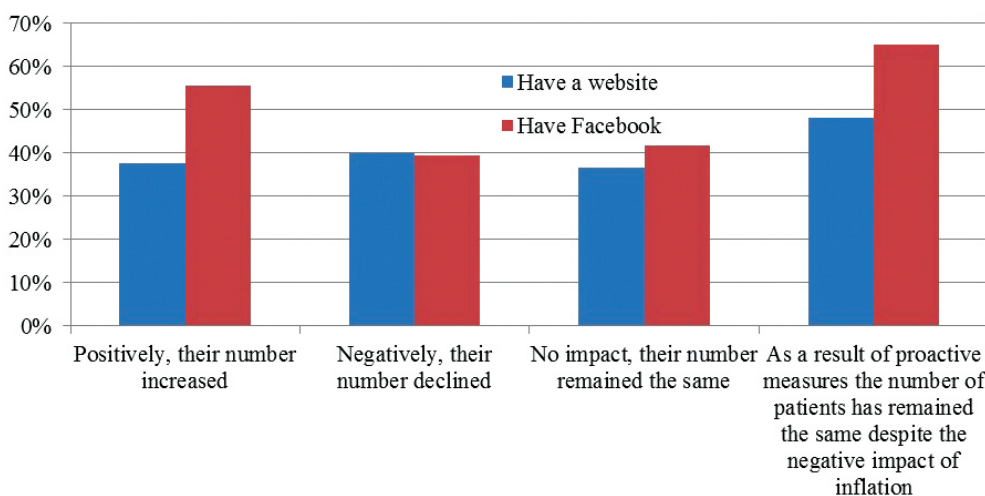 70%
60%
50%
40%
30%
20%
10%
0%
Have a website
Have Facebook
Positively, their number
increased
Negatively, their
number declined
No impact, their number
remained the same
As a result of proactive
measures the number of
patients has remained
the same despite the
negative impact of
inflation